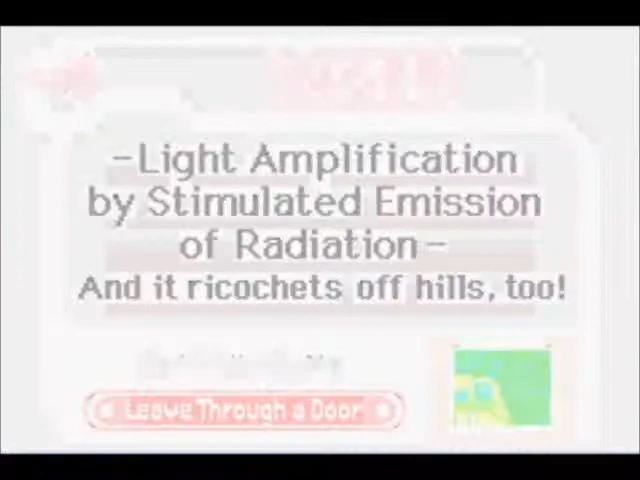 -Light Amplification
by Stimulated Emission
of Radiation-
And it ricochets off hills, too!
Leave Through a Door